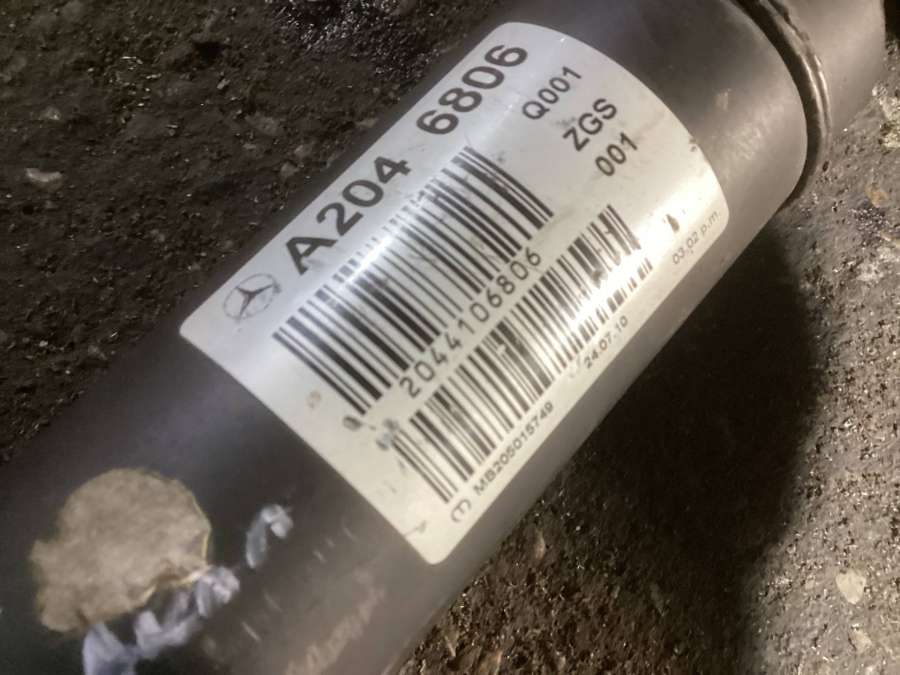 A204 6806
Q001
ZGS
001
2044106806
(T) MB205015749
24.07.10
03.02 p.m.